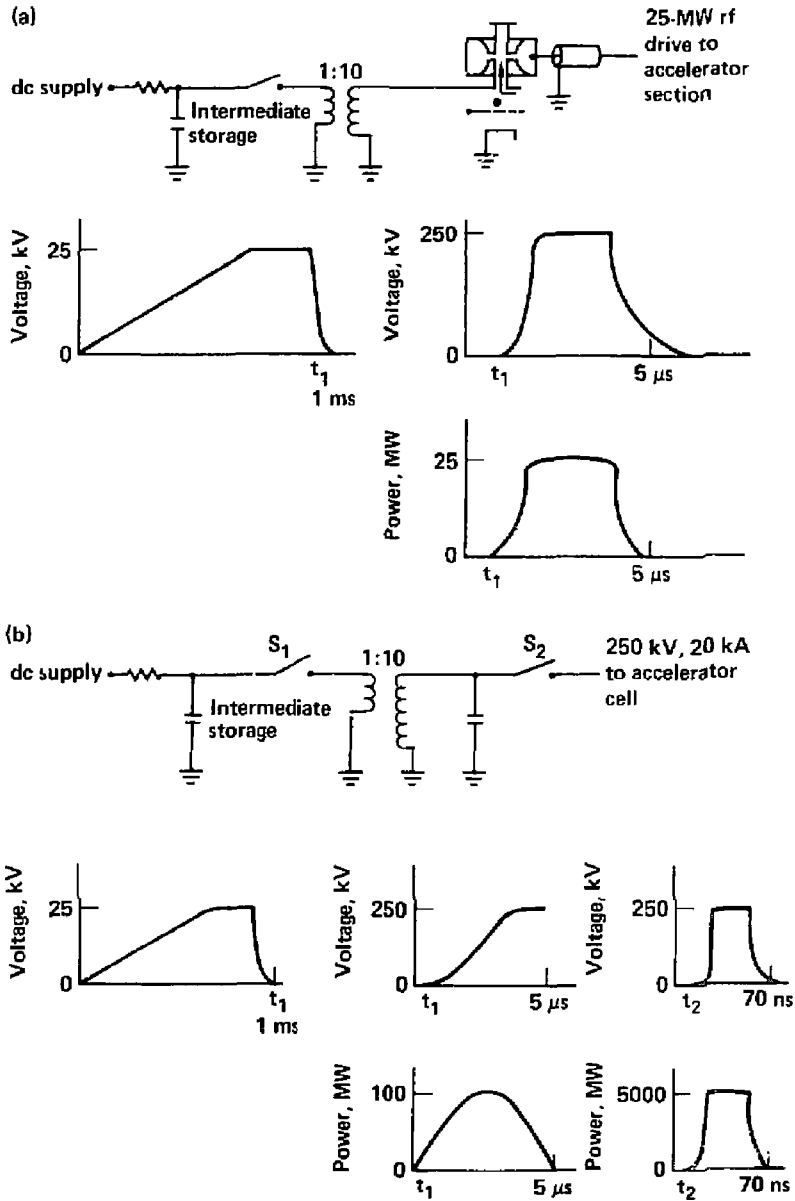 (a)
25-MW rf
drive to
accelerator
section
dc supply
1:10
Intermediate
storage
Voltage, kV
25
0
t1
1 ms
Voltage, kV
250
0
t1
5 μs
Power, MW
25
0
t1
5 μs
(b)
S1
1:10
S2
250 kV, 20 kA
to accelerator
cell
dc supply
Intermediate
storage
Voltage, kV
25
0
t1
1 ms
Voltage, kV
250
0
t1
5 μs
Voltage, kV
250
0
t2
70 ns
Power, MW
100
0
t1
5 μs
Power, MW
5000
0
t2
70 ns